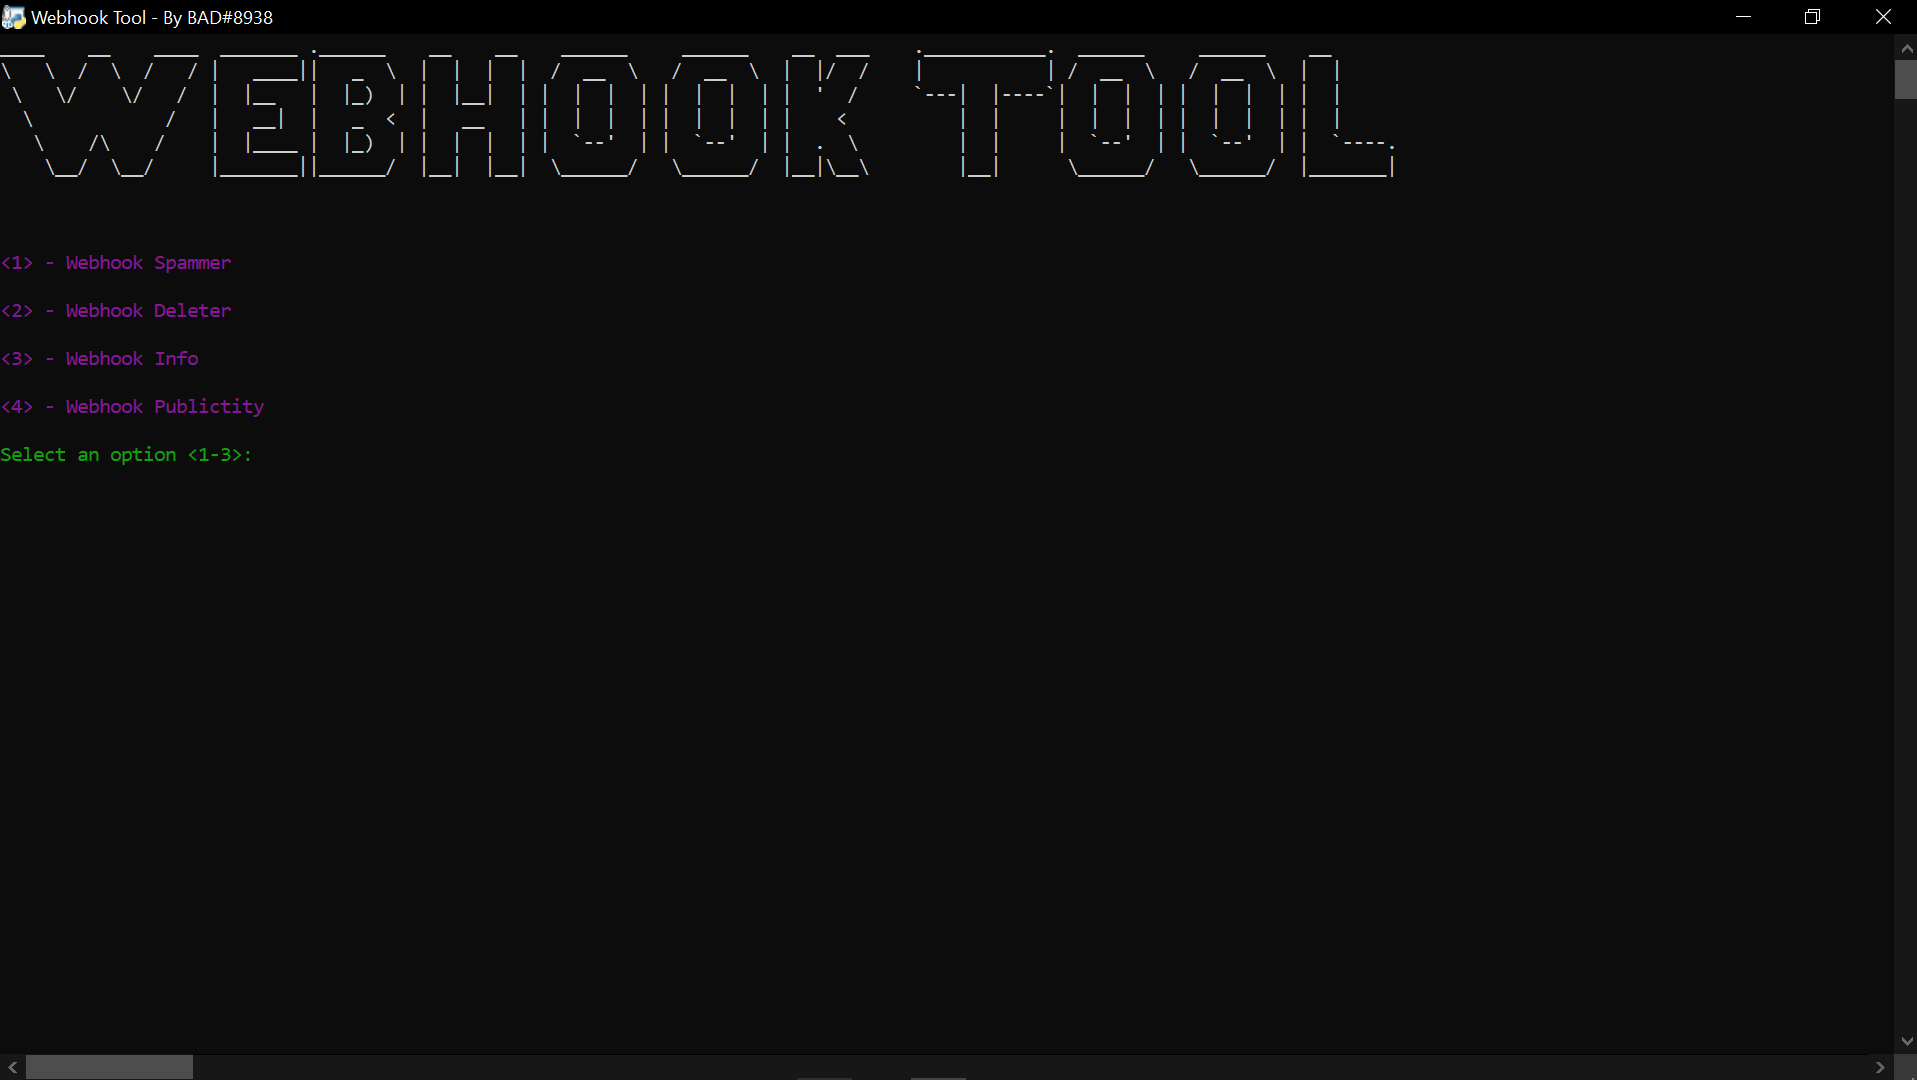 Webhook Tool - By BAD#8938
WEBHOOK TOOL
<1> - Webhook Spammer
<2> - Webhook Deleter
<3> - Webhook Info
<4> - Webhook Publictity
Select an option <1-3>: